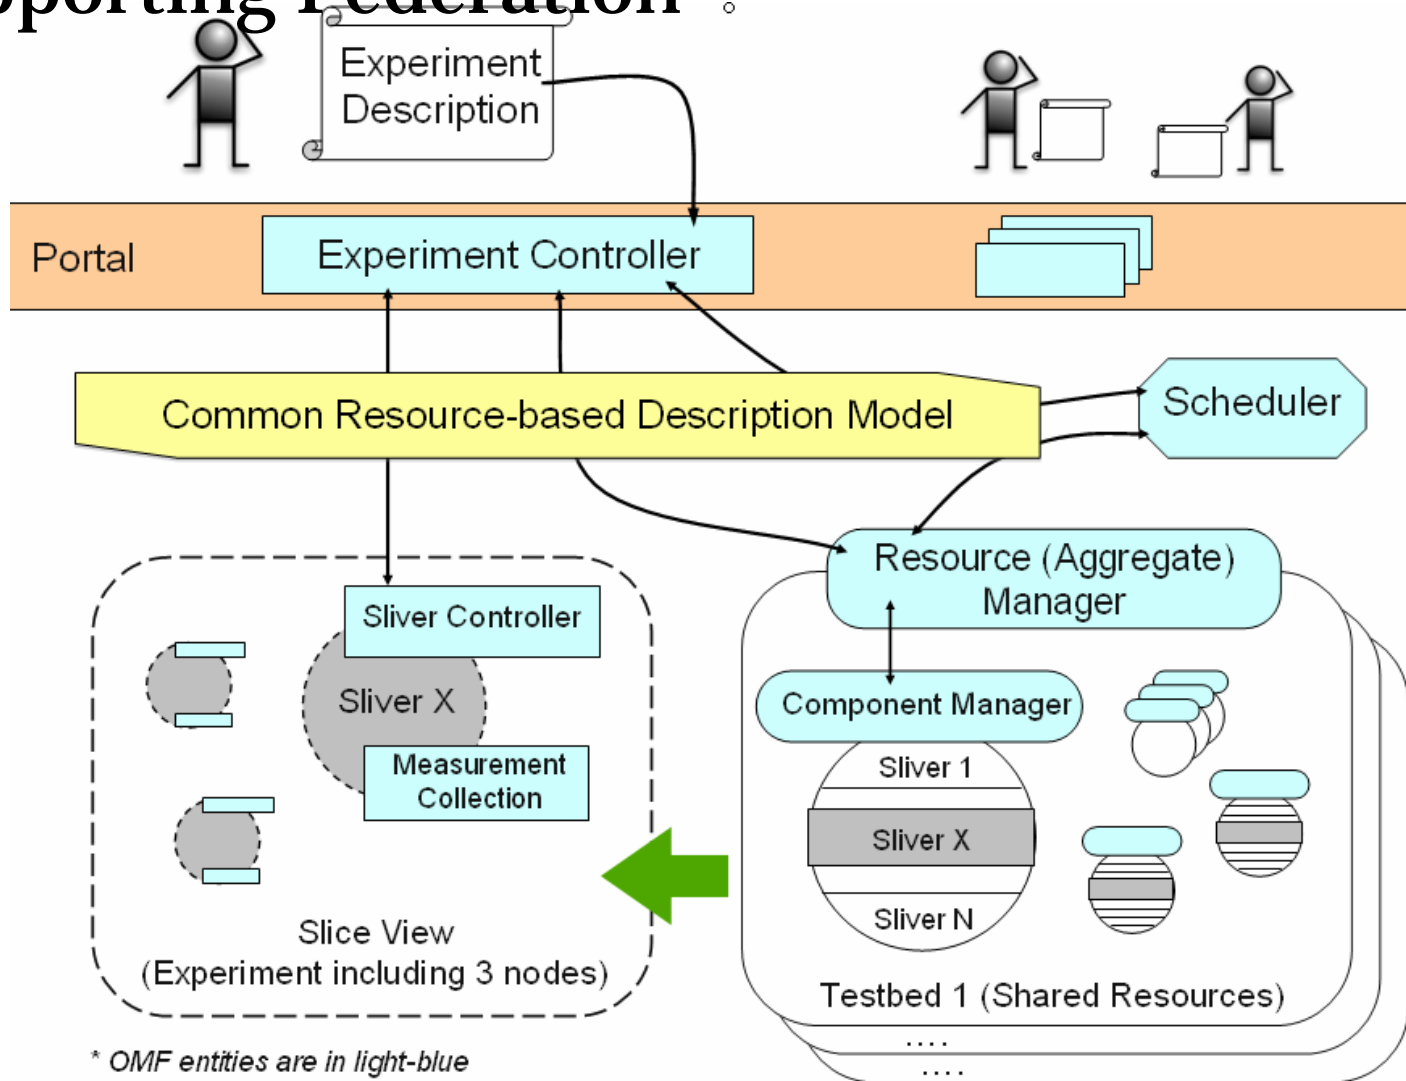 pporting Federation
Experiment
Description
Portal
Experiment Controller
Common Resource-based Description Model
Scheduler
Resource (Aggregate)
Manager
Sliver Controller
Sliver X
Component Manager
Measurement
Collection
Sliver 1
Sliver X
Sliver N
Slice View
(Experiment including 3 nodes)
Testbed 1 (Shared Resources)
....
....
* OMF entities are in light-blue